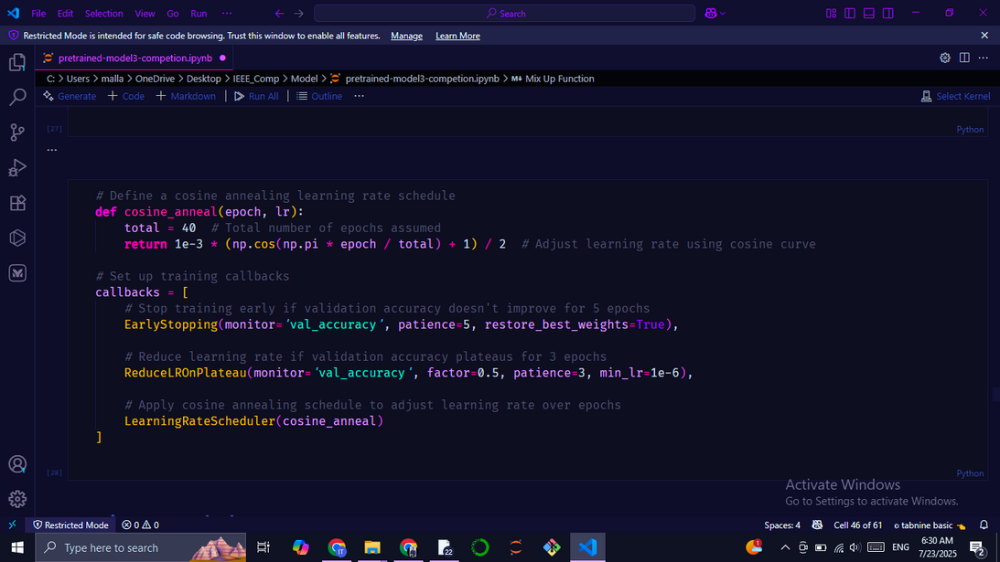 File Edit Selection View Go Run ··· Search
Restricted Mode is intended for safe code browsing. Trust this window to enable all features. Manage Learn More
pretrained-model3-competion.ipynb
C: > Users > malla > OneDrive > Desktop > IEEE_Comp > Model > pretrained-model3-competion.ipynb > M↓ Mix Up Function
Generate + Code + Markdown | Run All | Outline ··· Select Kernel
[27] Python
···
# Define a cosine annealing learning rate schedule
def cosine_anneal(epoch, lr):
    total = 40  # Total number of epochs assumed
    return 1e-3 * (np.cos(np.pi * epoch / total) + 1) / 2  # Adjust learning rate using cosine curve
# Set up training callbacks
callbacks = [
    # Stop training early if validation accuracy doesn't improve for 5 epochs
    EarlyStopping(monitor='val_accuracy', patience=5, restore_best_weights=True),
    # Reduce learning rate if validation accuracy plateaus for 3 epochs
    ReduceLROnPlateau(monitor='val_accuracy', factor=0.5, patience=3, min_lr=1e-6),
    # Apply cosine annealing schedule to adjust learning rate over epochs
    LearningRateScheduler(cosine_anneal)
]
[28] Python
Activate Windows
Go to Settings to activate Windows.
Restricted Mode 0 0 Spaces: 4 Cell 46 of 61 tabnine basic
Type here to search IT 22 1 ENG 6:30 AM
7/23/2025 2